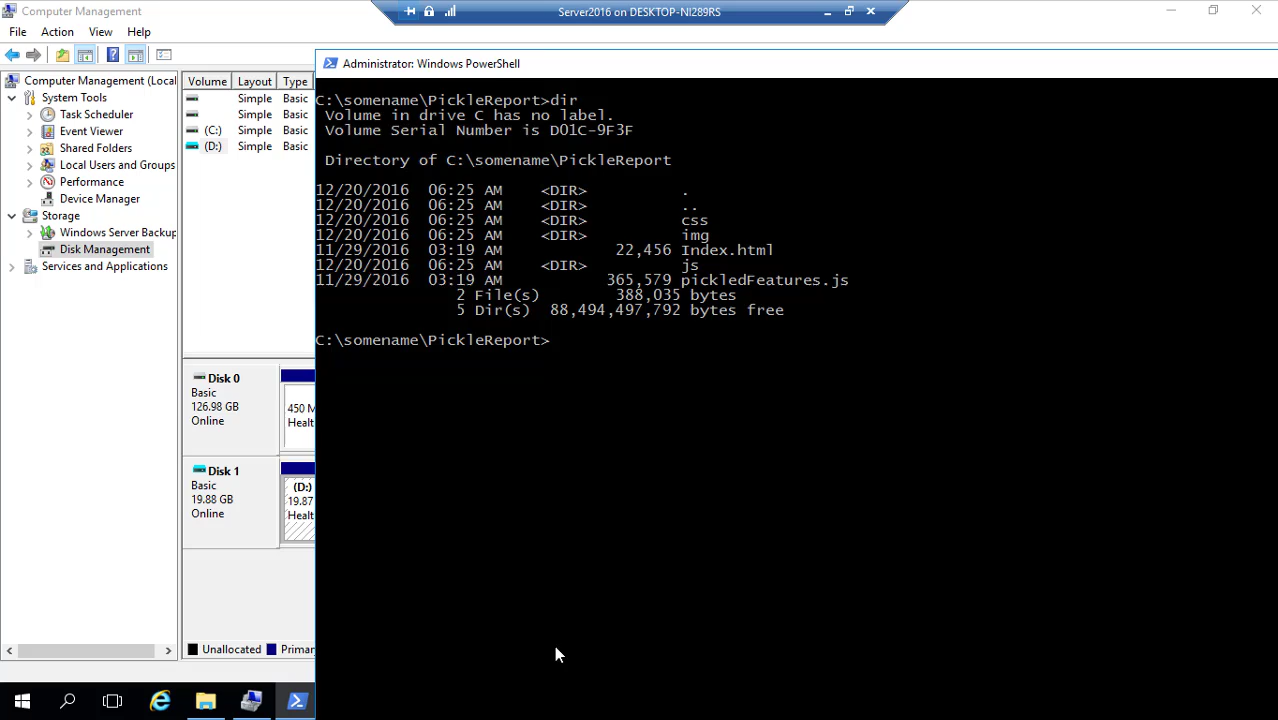 Computer Management
Server2016 on DESKTOP-NI289RS
File Action View Help
Administrator: Windows PowerShell
Computer Management (Local
System Tools
Task Scheduler
Event Viewer
Shared Folders
Local Users and Groups
Performance
Device Manager
Storage
Windows Server Backup
Disk Management
Services and Applications
Volume Layout Type
Simple Basic
Simple Basic
(C:) Simple Basic
(D:) Simple Basic
Disk 0
Basic
126.98 GB
Online
450 M
Healt
Disk 1
Basic
19.88 GB
Online
(D:)
19.87
Healt
Unallocated Primar
C:\somename\PickleReport>dir
Volume in drive C has no label.
Volume Serial Number is D01C-9F3F
Directory of C:\somename\PickleReport
12/20/2016 06:25 AM <DIR> .
12/20/2016 06:25 AM <DIR> ..
12/20/2016 06:25 AM <DIR> css
12/20/2016 06:25 AM <DIR> img
11/29/2016 03:19 AM 22,456 Index.html
12/20/2016 06:25 AM <DIR> js
11/29/2016 03:19 AM 365,579 pickledFeatures.js
2 File(s) 388,035 bytes
5 Dir(s) 88,494,497,792 bytes free
C:\somename\PickleReport>